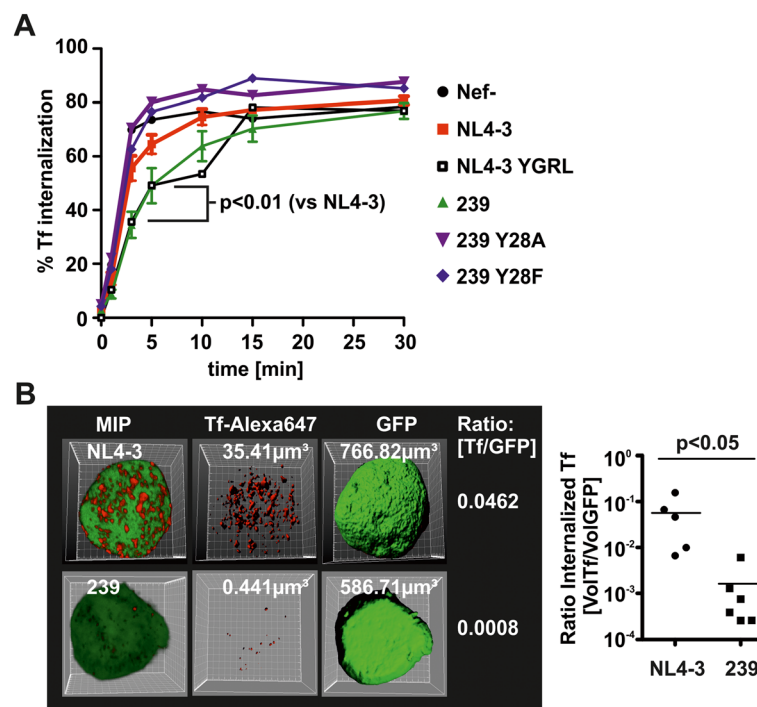 A
100
80
60
40
20
0
% Tf internalization
0 5 10 15 20 25 30
time [min]
p<0.01 (vs NL4-3)
Nef-
NL4-3
NL4-3 YGRL
239
239 Y28A
239 Y28F
B
MIP Tf-Alexa647 GFP Ratio:
[Tf/GFP]
NL4-3 35.41µm³ 766.82µm³
0.0462
239 0.441µm³ 586.71µm³
0.0008
p<0.05
10⁰
10⁻¹
10⁻²
10⁻³
10⁻⁴
Ratio Internalized Tf
[VolTf/VolGFP]
NL4-3 239